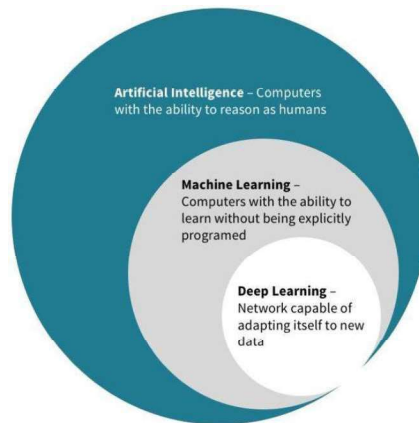 Artificial Intelligence – Computers
with the ability to reason as humans
Machine Learning –
Computers with the ability to
learn without being explicitly
programed
Deep Learning –
Network capable of
adapting itself to new
data